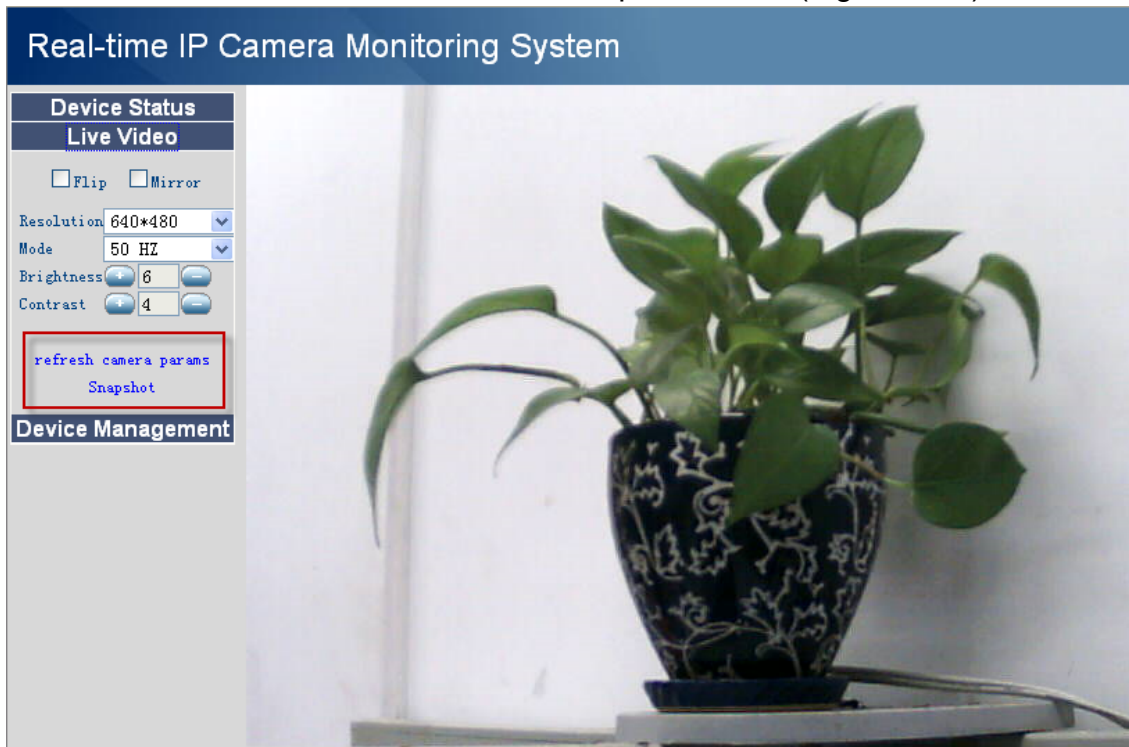 Real-time IP Camera Monitoring System
Device Status
Live Video
Flip Mirror
Resolution 640*480
Mode 50 HZ
Brightness + 6 -
Contrast + 4 -
refresh camera params
Snapshot
Device Management